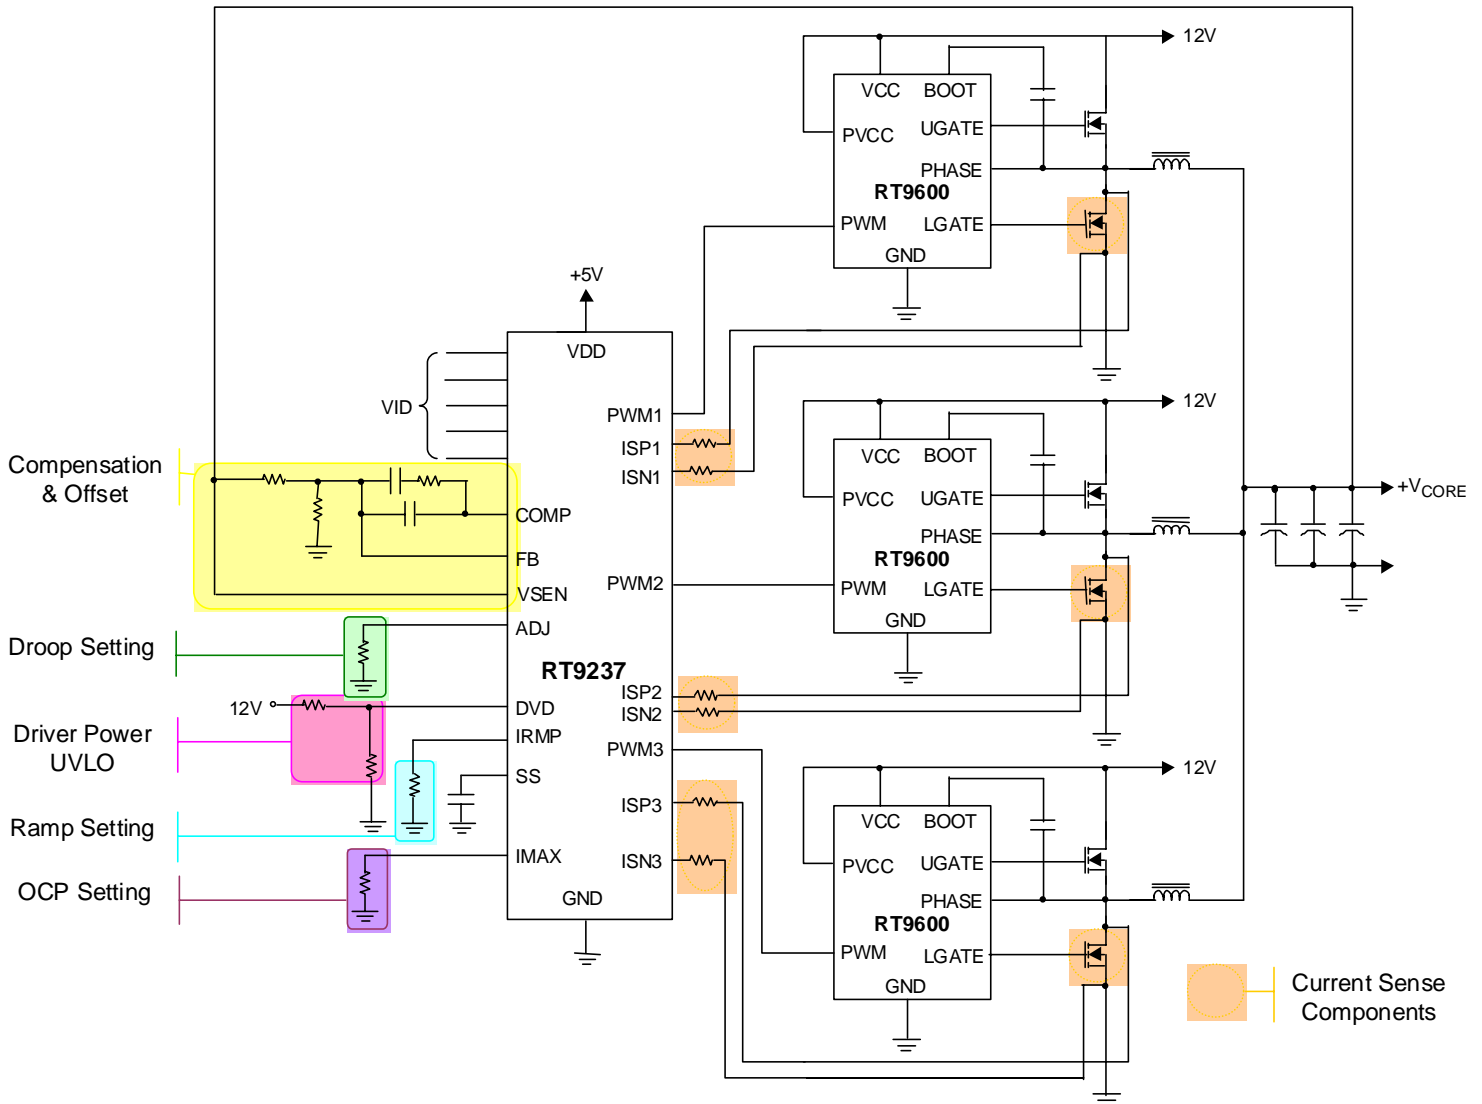 12V
VCC BOOT
UGATE
PVCC
PHASE
RT9600
PWM LGATE
GND
+5V
VDD
VID
PWM1
ISP1
ISN1
Compensation
& Offset
COMP
FB
VSEN
PWM2
ADJ
Droop Setting
RT9237
ISP2
ISN2
12V
DVD
Driver Power
UVLO
IRMP
PWM3
SS
ISP3
Ramp Setting
IMAX
ISN3
OCP Setting
GND
12V
VCC BOOT
PVCC UGATE
PHASE
RT9600
PWM LGATE
GND
+VCORE
12V
VCC BOOT
PVCC UGATE
PHASE
RT9600
PWM LGATE
GND
Current Sense
Components